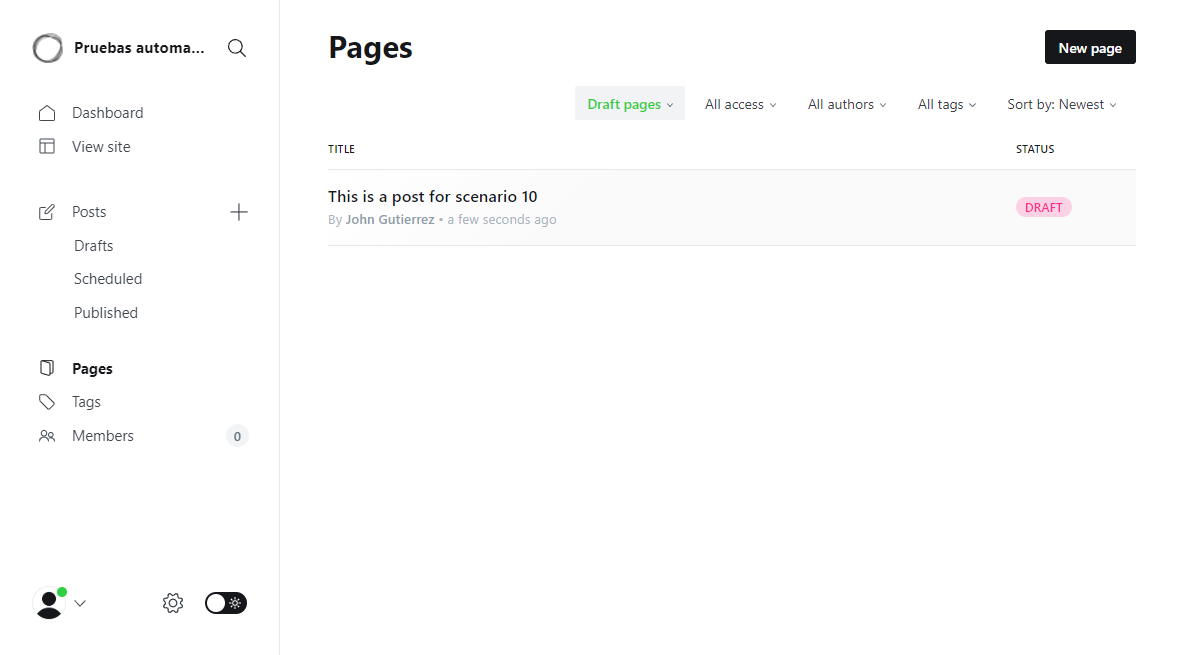 Pruebas automa...
Dashboard
View site
Posts
Drafts
Scheduled
Published
Pages
Tags
Members 0
Pages
New page
Draft pages All access All authors All tags Sort by: Newest
TITLE STATUS
This is a post for scenario 10
By John Gutierrez • a few seconds ago
DRAFT